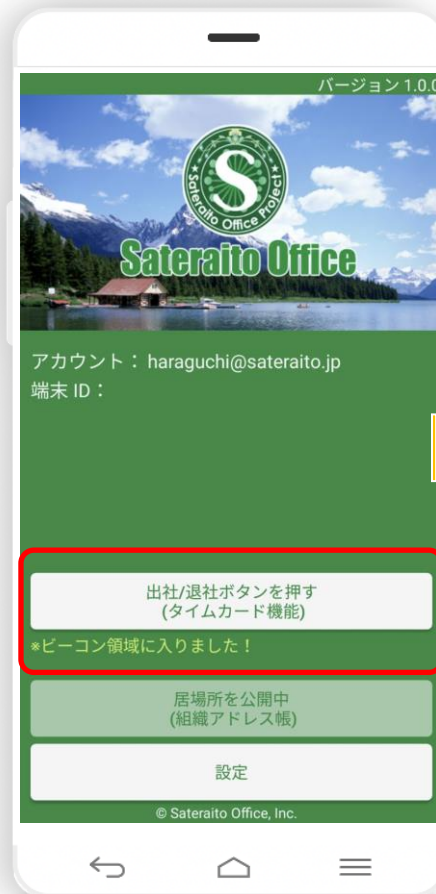 バージョン 1.0.0
Sateraito Office Project
S
Sateraito Office
アカウント： haraguchi@sateraito.jp
端末 ID：
出社/退社ボタンを押す
(タイムカード機能)
※ビーコン領域に入りました！
居場所を公開中
(組織アドレス帳)
設定
© Sateraito Office, Inc.